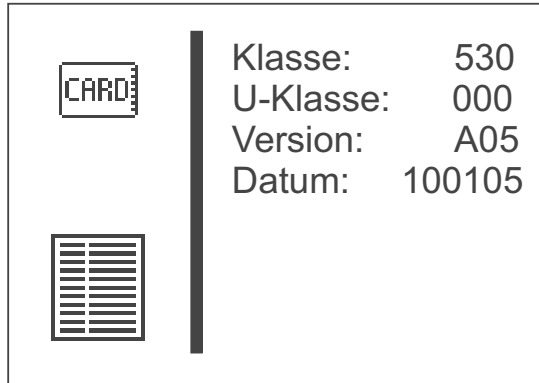 CARD
Klasse: 530
U-Klasse: 000
Version: A05
Datum: 100105